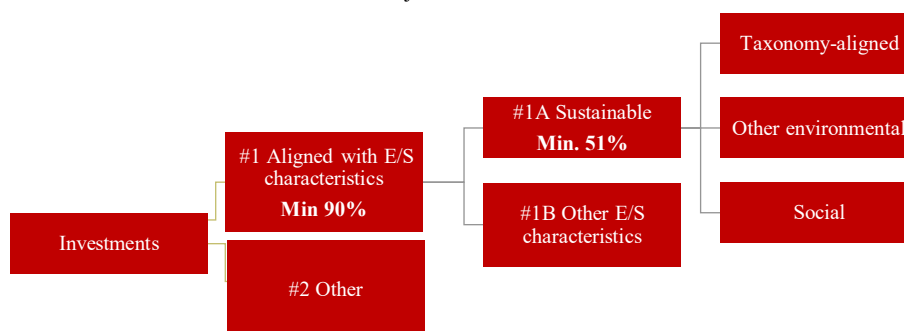 Investments
#1 Aligned with E/S
characteristics
Min 90%
#2 Other
#1A Sustainable
Min. 51%
#1B Other E/S
characteristics
Taxonomy-aligned
Other environmental
Social